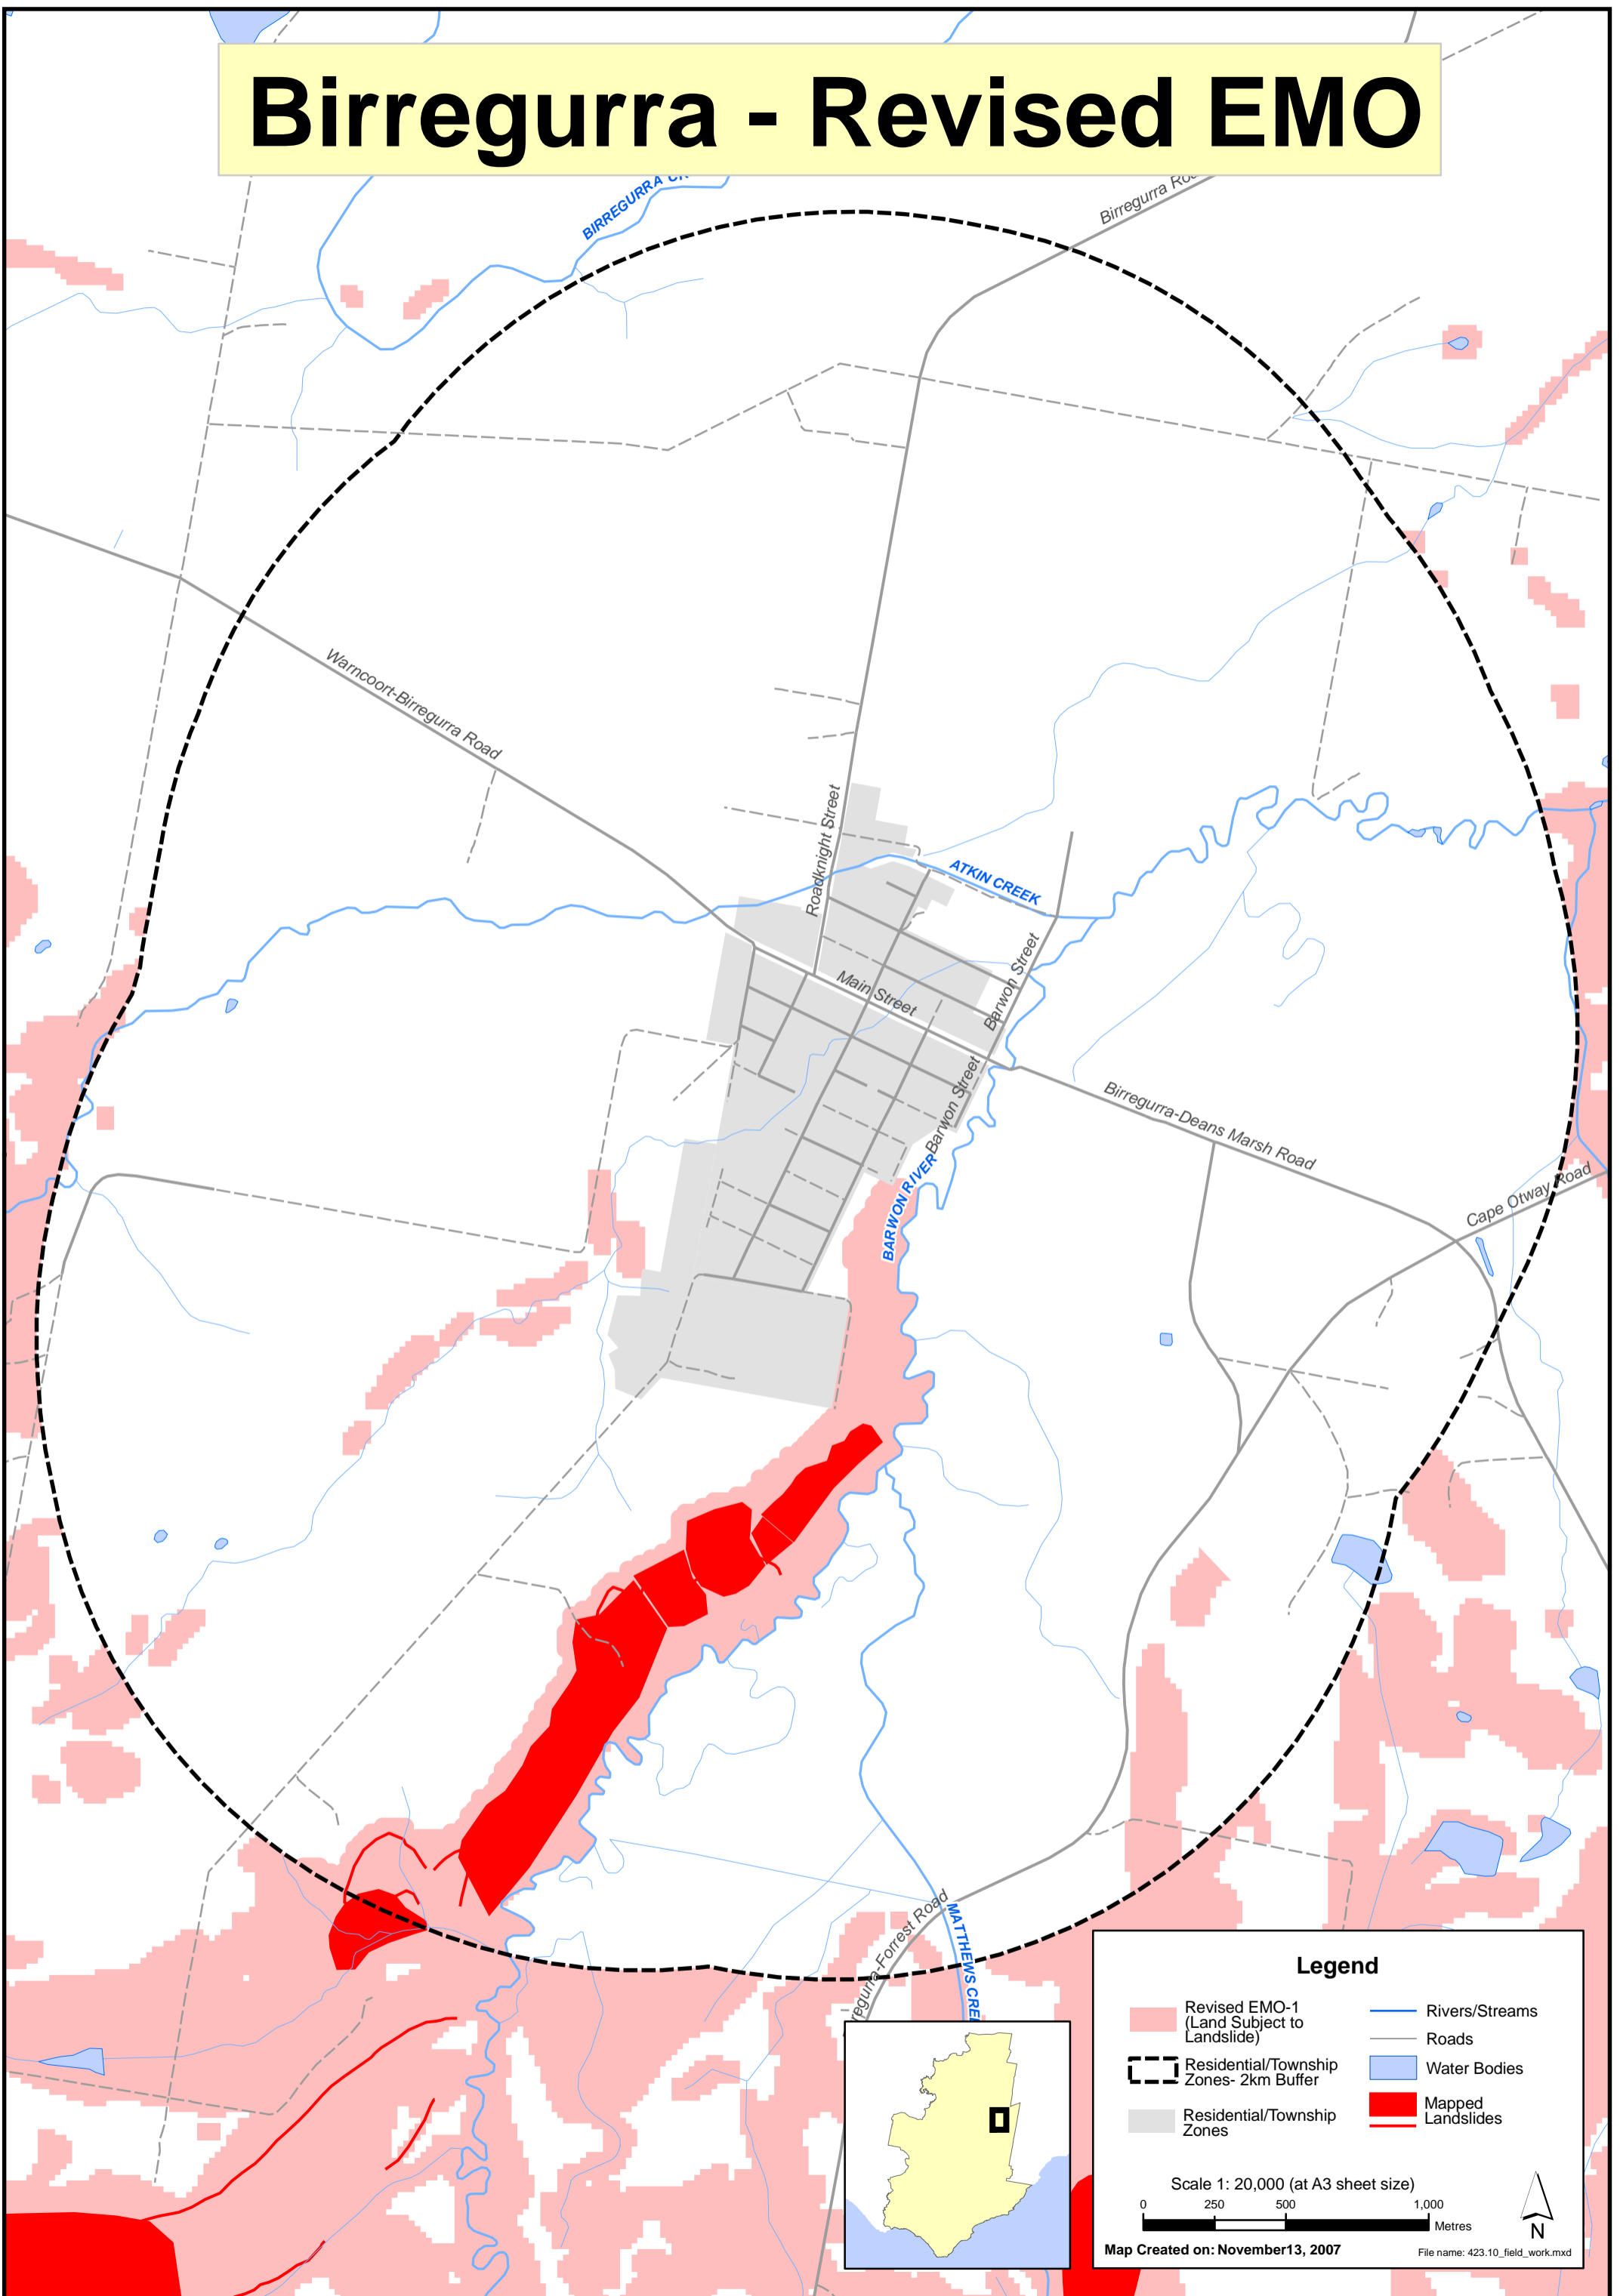 Birregurra - Revised EMO
BIRREGURRA
Birregurra
Warncoort-Birregurra Road
Roadknight Street
ATKIN CREEK
Main Street
Barwon Street
Barwon Street
BARWON RIVER
Birregurra-Deans Marsh Road
Cape Otway Road
MATTHEWS
Forrest Road
Legend
Revised EMO-1
(Land Subject to
Landslide)
Residential/Township
Zones- 2km Buffer
Residential/Township
Zones
Rivers/Streams
Roads
Water Bodies
Mapped
Landslides
Scale 1: 20,000 (at A3 sheet size)
0 250 500 1,000
Metres
N
Map Created on: November13, 2007
File name: 423.10_field_work.mxd